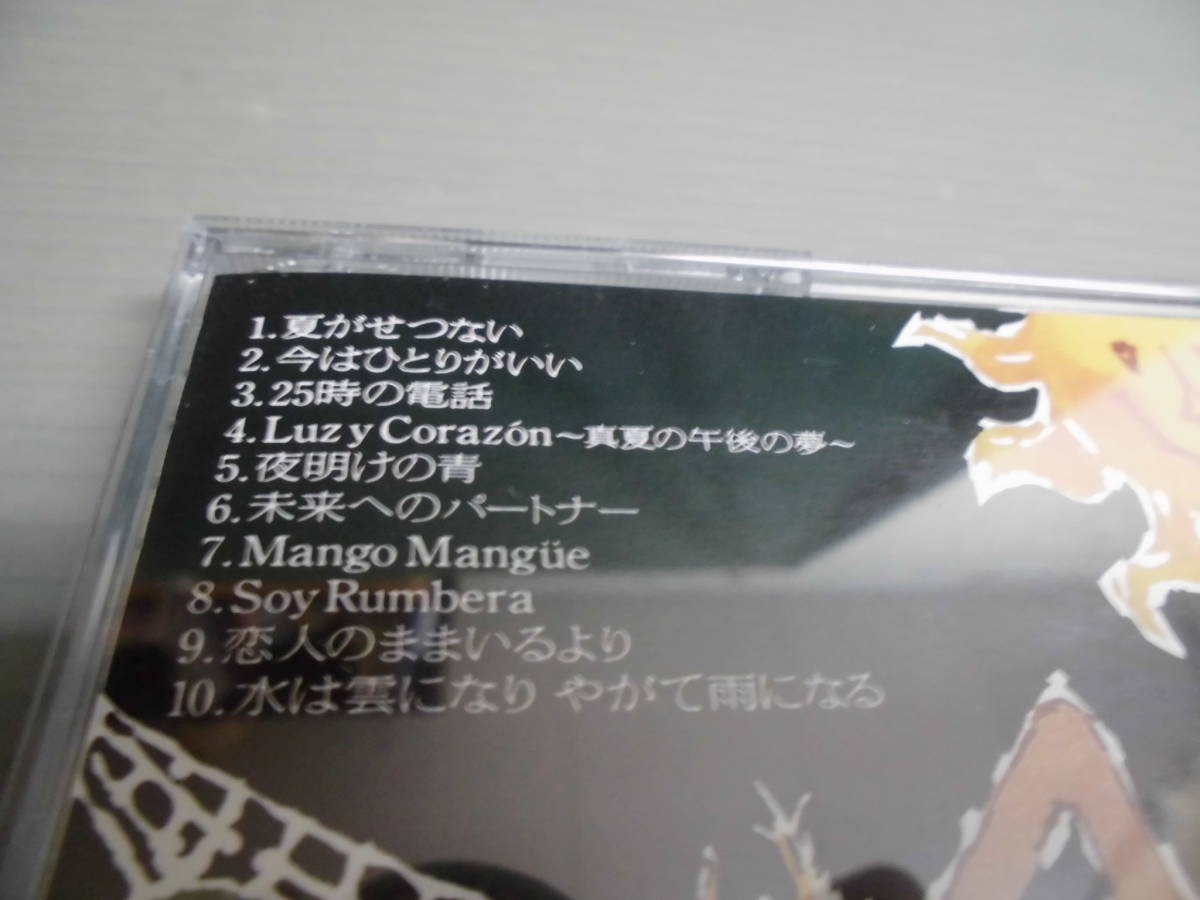 1.夏がせつない
2.今はひとりがいい
3.25時の電話
4.Luz y Corazón~真夏の午後の夢~
5.夜明けの青
6.未来へのパートナー
7.Mango Mangüe
8.Soy Rumbera
9.恋人のままいるより
10.水は雲になり やがて雨になる